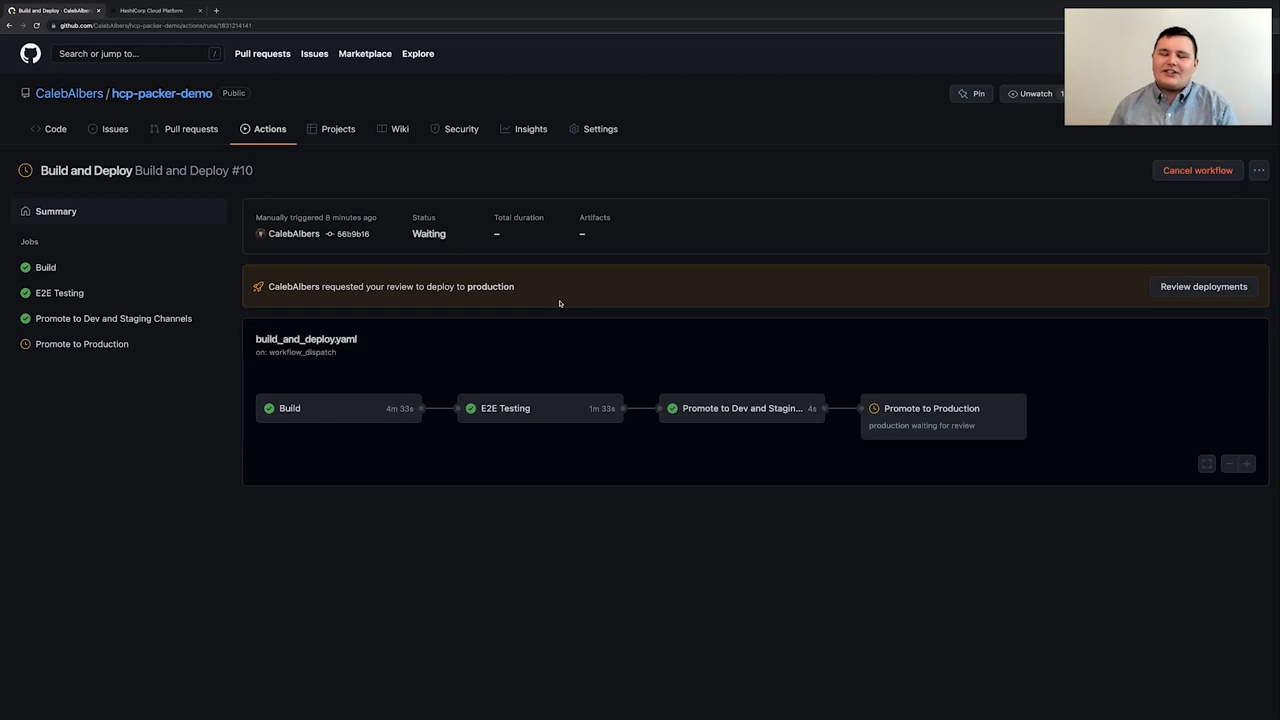 Build and Deploy · CalebAlbers
HashiCorp Cloud Platform
github.com/CalebAlbers/hcp-packer-demo/actions/runs/1831214141
Search or jump to...
/
Pull requests
Issues
Marketplace
Explore
CalebAlbers / hcp-packer-demo
Public
Pin
Unwatch
Code
Issues
Pull requests
Actions
Projects
Wiki
Security
Insights
Settings
Build and Deploy Build and Deploy #10
Cancel workflow
Summary
Jobs
Build
E2E Testing
Promote to Dev and Staging Channels
Promote to Production
Manually triggered 8 minutes ago
CalebAlbers 56b9b16
Status
Waiting
Total duration
–
Artifacts
–
CalebAlbers requested your review to deploy to production
Review deployments
build_and_deploy.yaml
on: workflow_dispatch
Build 4m 33s
E2E Testing 1m 33s
Promote to Dev and Stagin... 4s
Promote to Production
production waiting for review